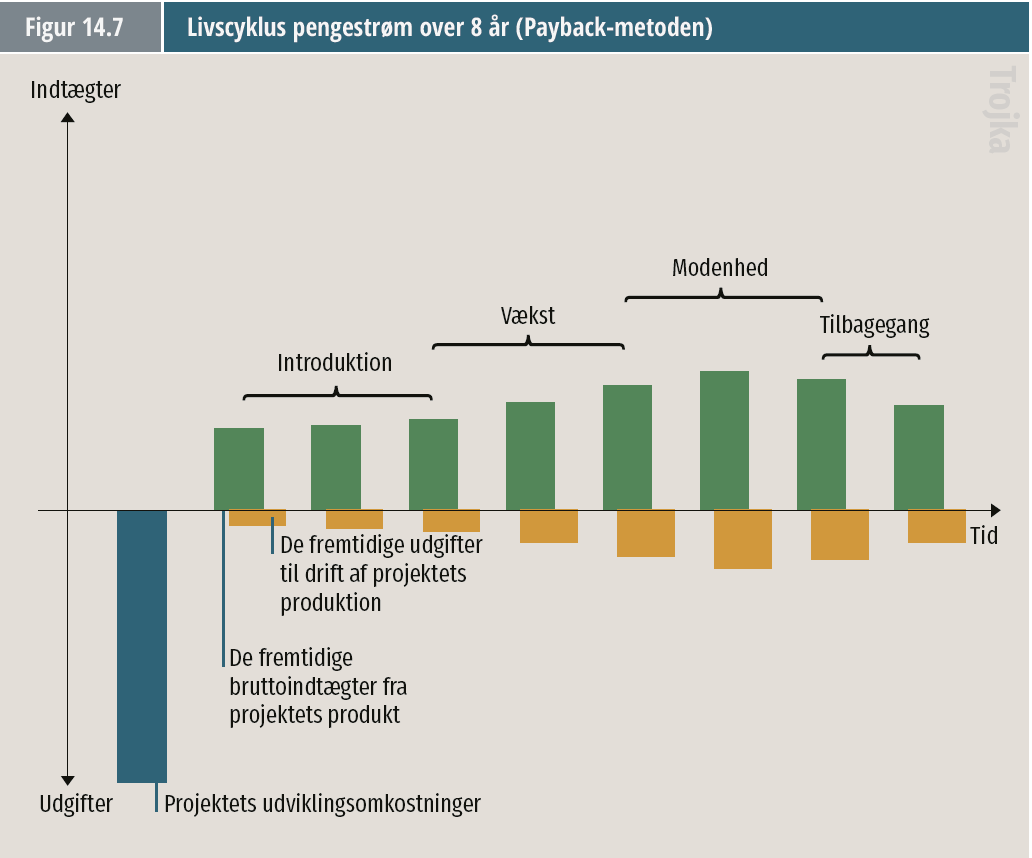 Figur 14.7
Livscyklus pengestrøm over 8 år (Payback-metoden)
Trojka
Indtægter
Modenhed
Vækst
Tilbagegang
Introduktion
Tid
De fremtidige udgifter
til drift af projektets
produktion
De fremtidige
bruttoindtægter fra
projektets produkt
Udgifter
Projektets udviklingsomkostninger